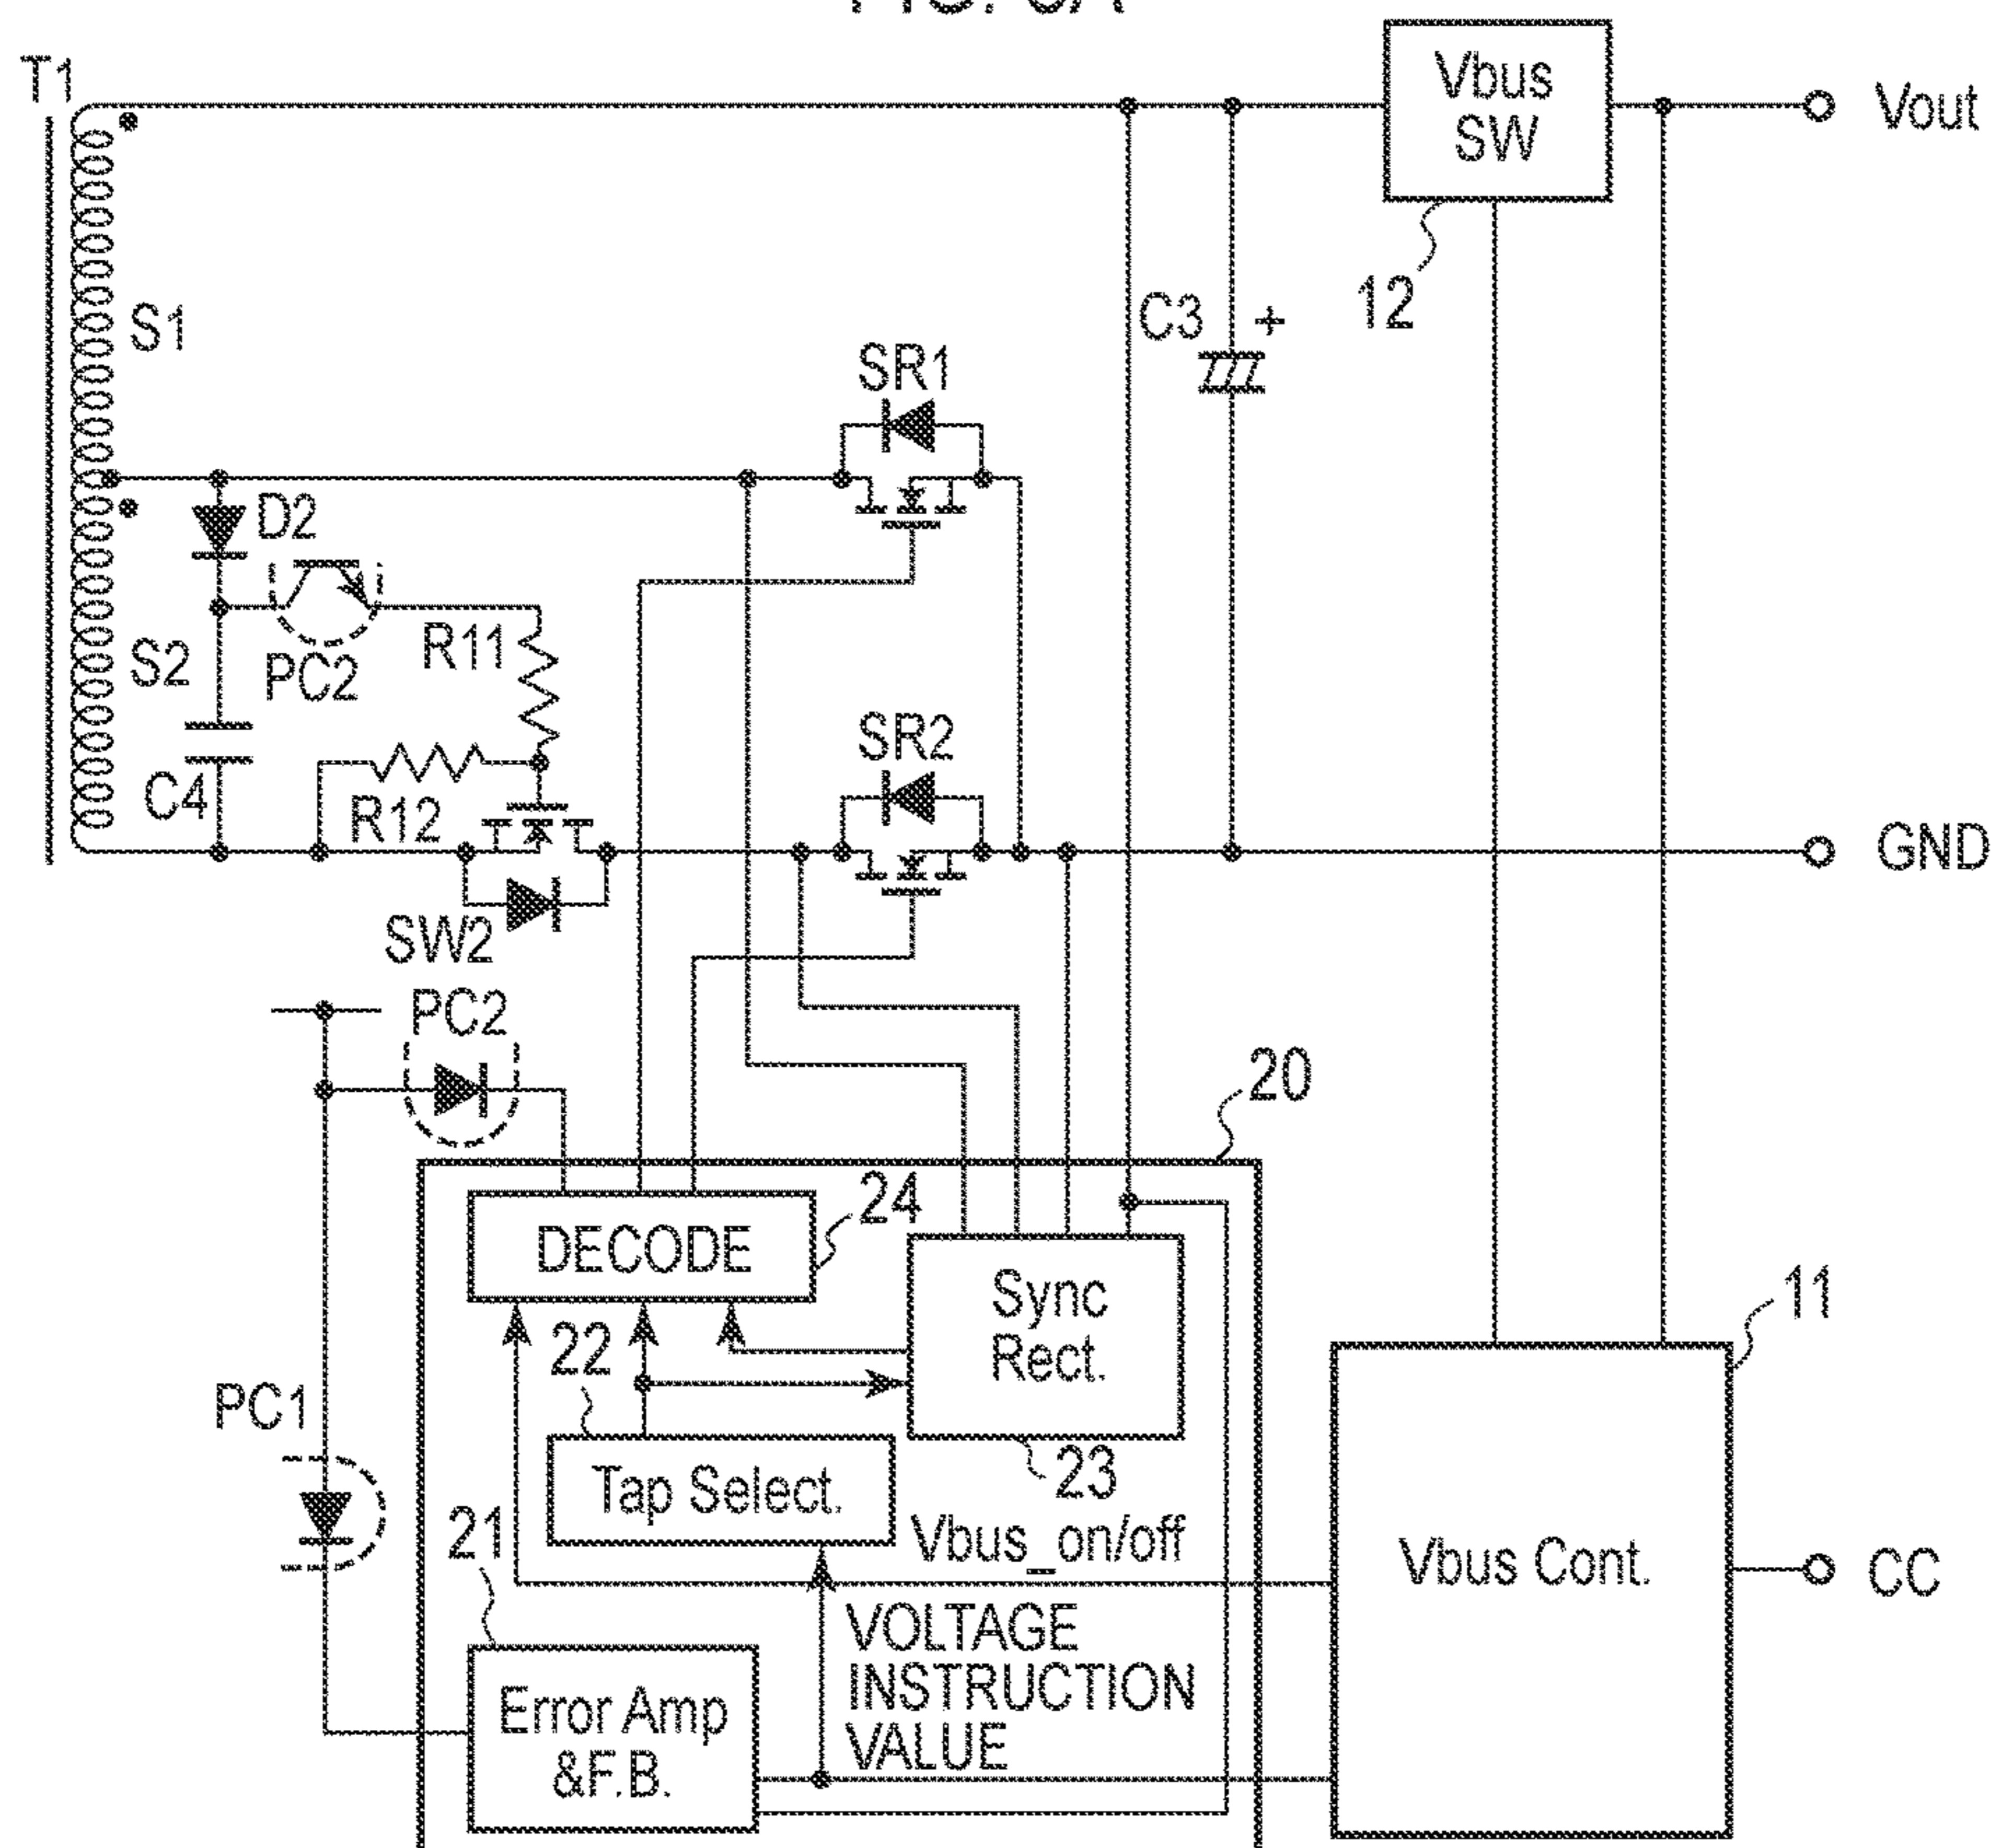 T1
Vbus
SW
Vout
12
S1
C3
+
SR1
D2
S2
PC2
R11
C4
R12
SR2
GND
SW2
PC2
20
24
DECODE
Sync
Rect.
11
22
PC1
Tap Select.
23
21
Vbus_on/off
Vbus Cont.
CC
VOLTAGE
INSTRUCTION
VALUE
Error Amp
&F.B.